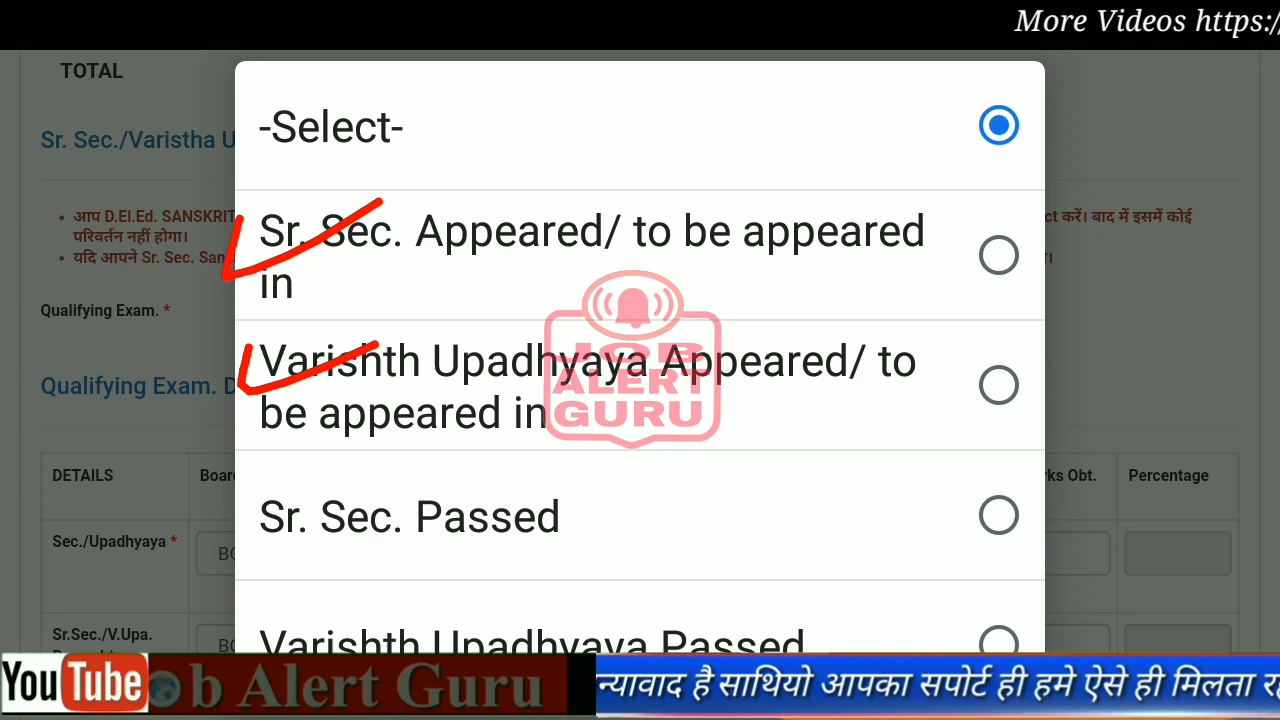 More Videos https:/
TOTAL
-Select-
Sr. Sec./Varistha U
Sr. Sec. Appeared/ to be appeared
in
आप D.El.Ed. SANSKRIT
ct करें। बाद में इसमें कोई
परिवर्तन नहीं होगा।
यदि आपने Sr. Sec.
Qualifying Exam. *
Varishth Upadhyaya Appeared/ to
be appeared in
JOB
ALERT
GURU
Qualifying Exam. D
DETAILS
rks Obt.
Percentage
Sr. Sec. Passed
Sec./Upadhyaya *
Sr.Sec./V.Upa.
Varishth Upadhyaya Passed
YouTube
b Alert Guru
न्यावाद है साथियो आपका सपोर्ट ही हमे ऐसे ही मिलता